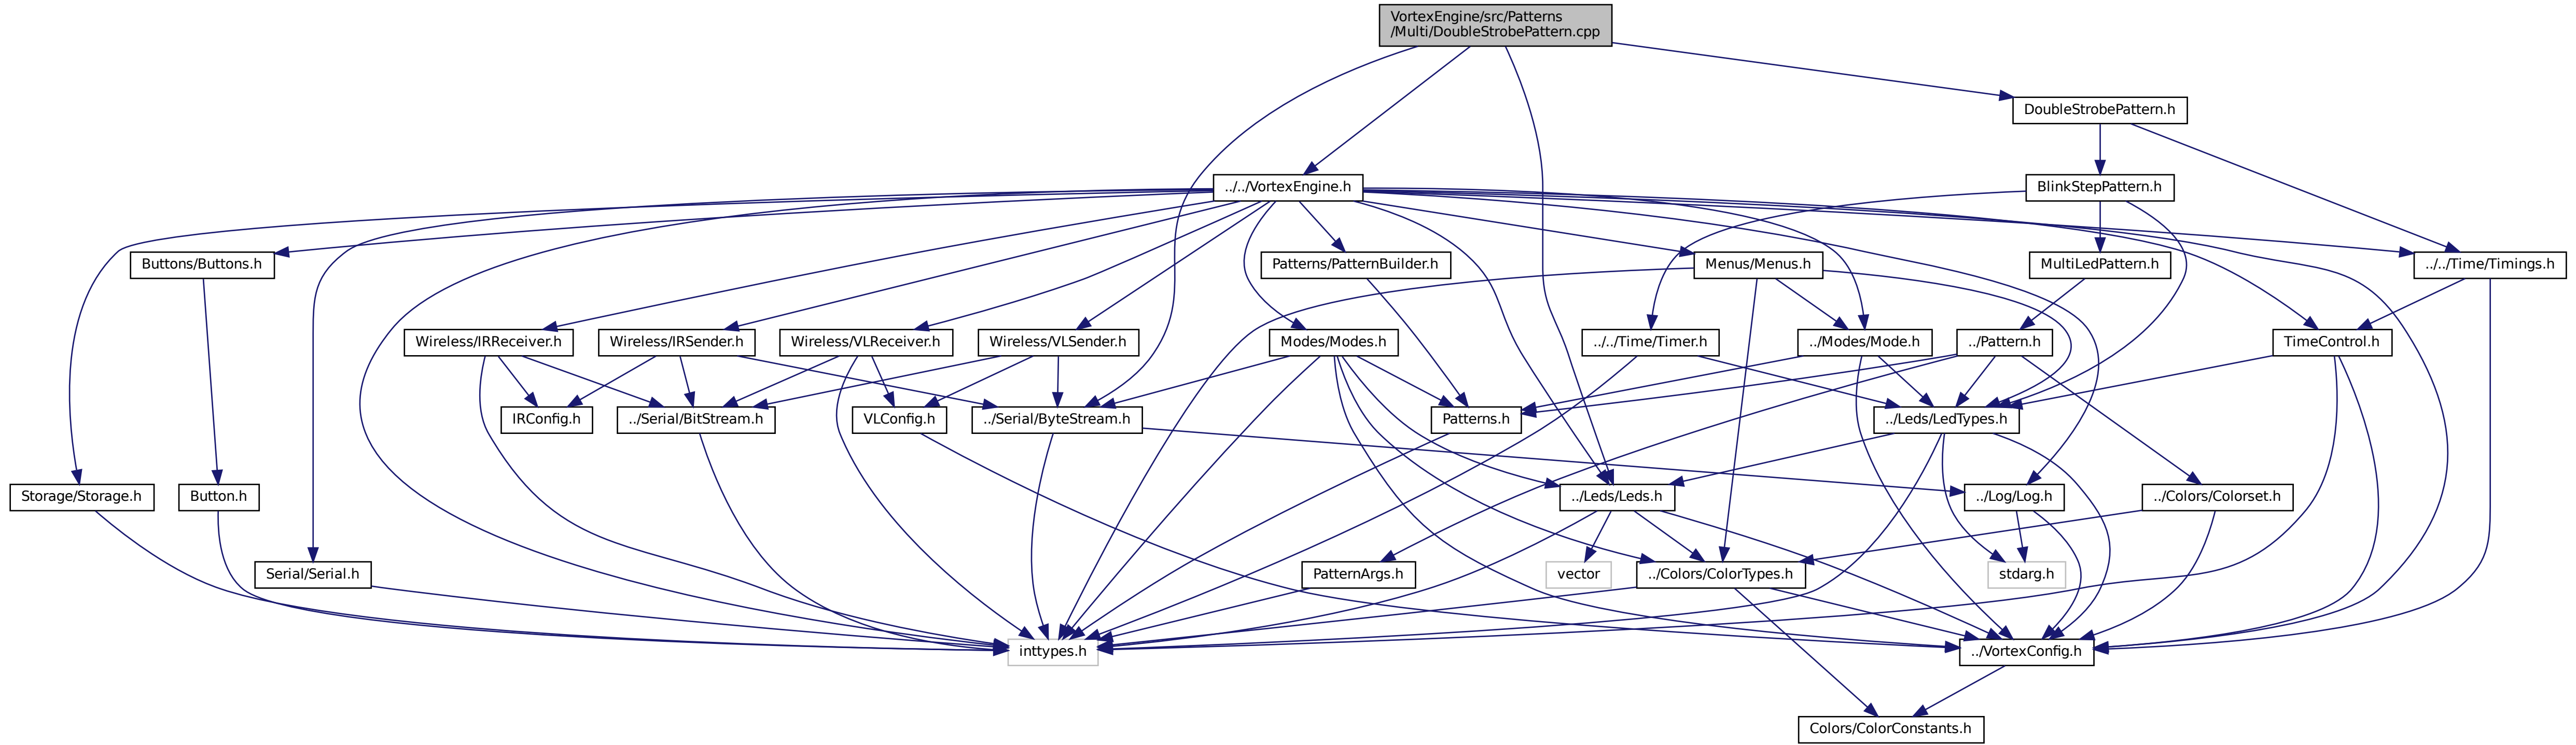 VortexEngine/src/Patterns
/Multi/DoubleStrobePattern.cpp
DoubleStrobePattern.h
../../VortexEngine.h
BlinkStepPattern.h
Buttons/Buttons.h
Patterns/PatternBuilder.h
Menus/Menus.h
MultiLedPattern.h
../../Time/Timings.h
Wireless/IRReceiver.h
Wireless/IRSender.h
Wireless/VLReceiver.h
Wireless/VLSender.h
Modes/Modes.h
../../Time/Timer.h
../Modes/Mode.h
../Pattern.h
TimeControl.h
IRConfig.h
../Serial/BitStream.h
VLConfig.h
../Serial/ByteStream.h
Patterns.h
../Leds/LedTypes.h
Storage/Storage.h
Button.h
../Leds/Leds.h
../Log/Log.h
../Colors/Colorset.h
Serial/Serial.h
PatternArgs.h
vector
../Colors/ColorTypes.h
stdarg.h
inttypes.h
../VortexConfig.h
Colors/ColorConstants.h